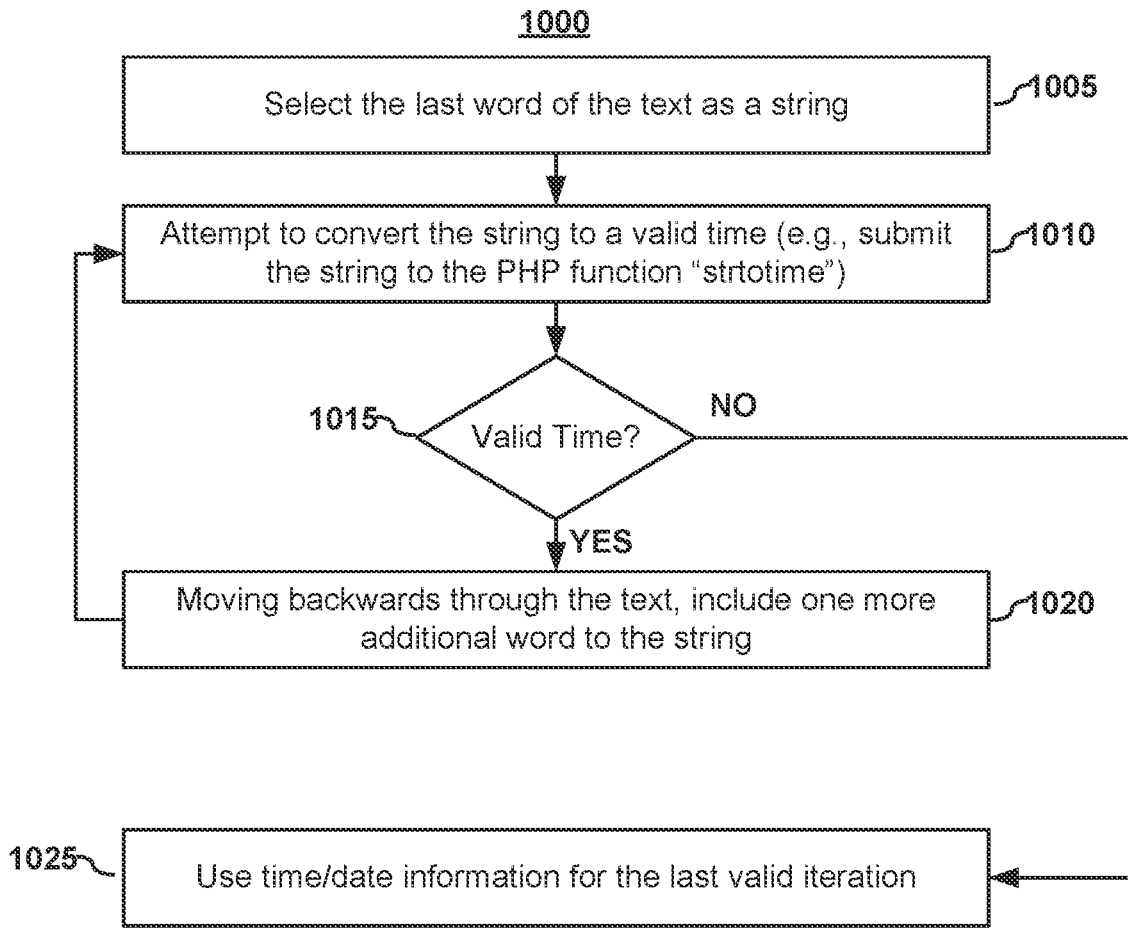 1000
Select the last word of the text as a string
1005
Attempt to convert the string to a valid time (e.g., submit
the string to the PHP function “strtotime”)
1010
1015
Valid Time?
NO
YES
Moving backwards through the text, include one more
additional word to the string
1020
1025
Use time/date information for the last valid iteration